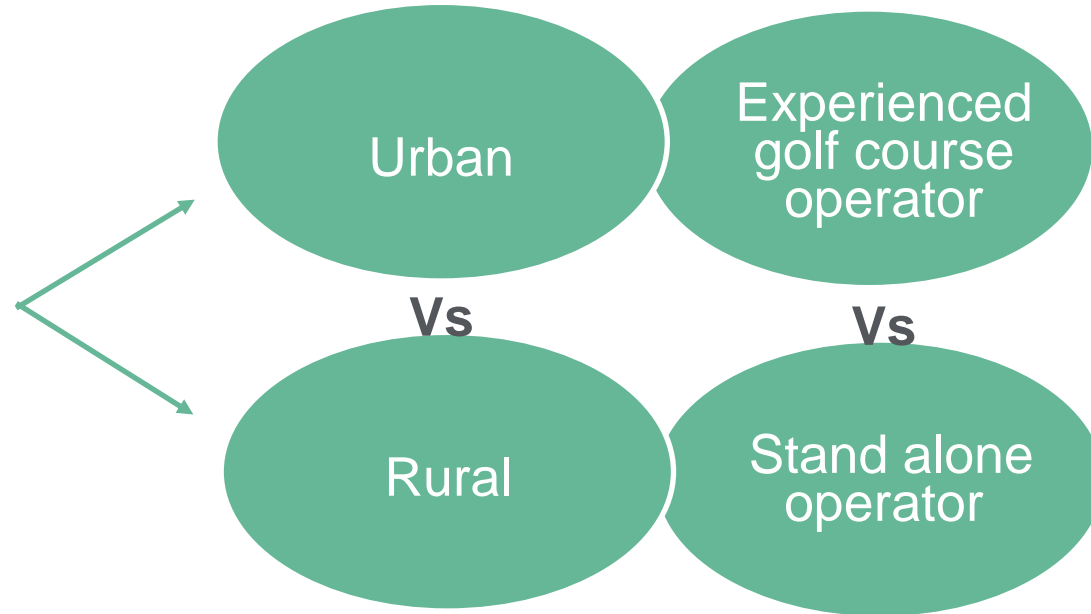 Urban
Experienced
golf course
operator
Vs
Vs
Rural
Stand alone
operator